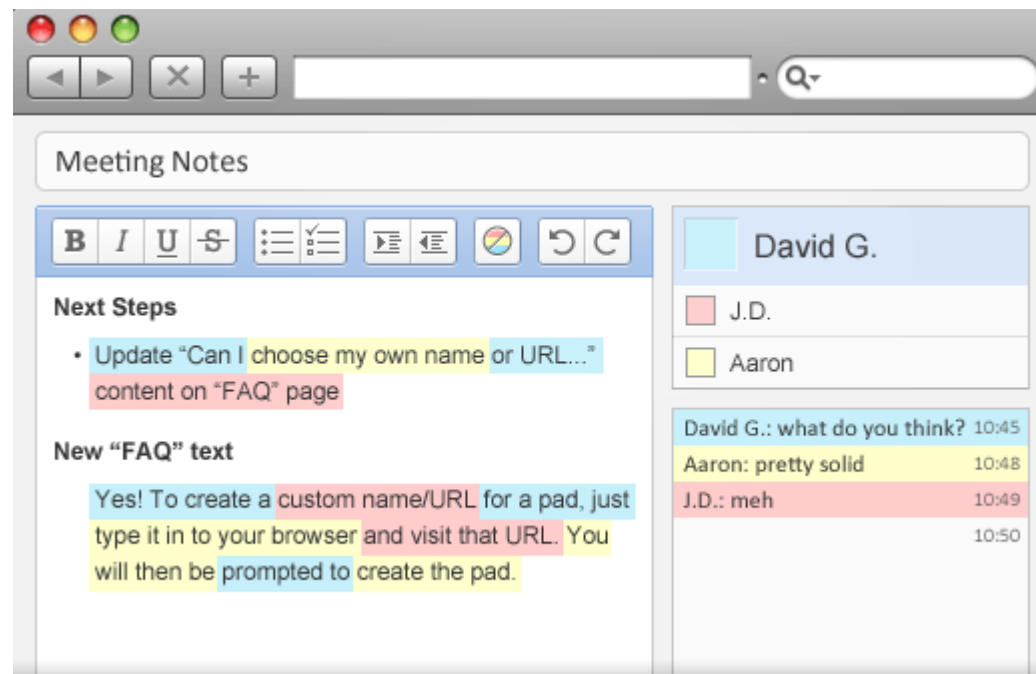 Meeting Notes
B I U S
Next Steps
• Update “Can I choose my own name or URL...”
content on “FAQ” page
New “FAQ” text
Yes! To create a custom name/URL for a pad, just
type it in to your browser and visit that URL. You
will then be prompted to create the pad.
David G.
J.D.
Aaron
David G.: what do you think? 10:45
Aaron: pretty solid 10:48
J.D.: meh 10:49
10:50